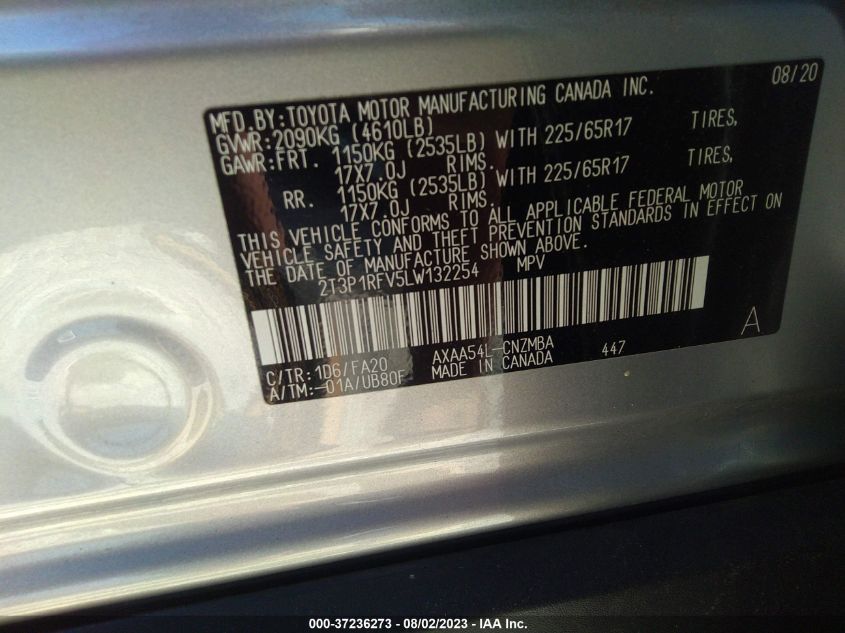 08/20
MFD.BY:TOYOTA MOTOR MANUFACTURING CANADA INC.
GVWR:2090KG (4610LB)
GAWR:FRT. 1150KG (2535LB) WITH 225/65R17 TIRES,
17X7.0J RIMS.
RR. 1150KG (2535LB) WITH 225/65R17 TIRES,
17X7.0J RIMS.
THIS VEHICLE CONFORMS TO ALL APPLICABLE FEDERAL MOTOR
VEHICLE SAFETY AND THEFT PREVENTION STANDARDS IN EFFECT ON
THE DATE OF MANUFACTURE SHOWN ABOVE.
2T3P1RFV5LW132254 MPV
A
C/TR:1D6/FA20 AXAA54L-CNZMBA 447
A/TM:-01A/UB80F MADE IN CANADA
000-37236273 - 08/02/2023 - IAA Inc.